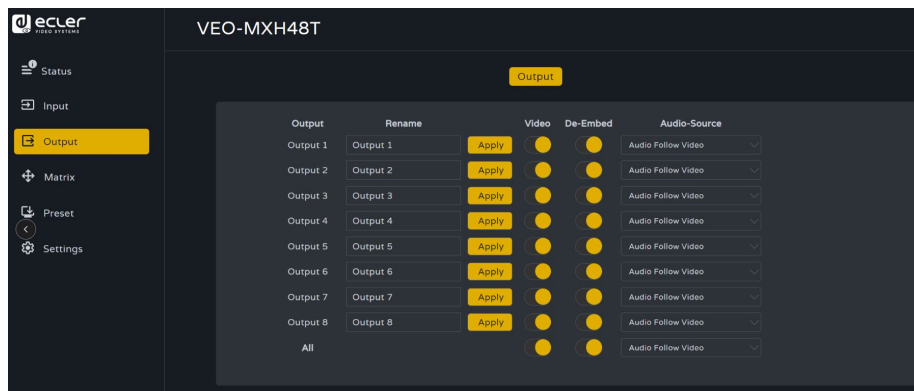 ecler
VIDEO SYSTEMS
VEO-MXH48T
Status
Input
Output
Matrix
Preset
Settings
Output
Output Rename Video De-Embed Audio-Source
Output 1 Output 1 Apply Audio Follow Video
Output 2 Output 2 Apply Audio Follow Video
Output 3 Output 3 Apply Audio Follow Video
Output 4 Output 4 Apply Audio Follow Video
Output 5 Output 5 Apply Audio Follow Video
Output 6 Output 6 Apply Audio Follow Video
Output 7 Output 7 Apply Audio Follow Video
Output 8 Output 8 Apply Audio Follow Video
All Audio Follow Video